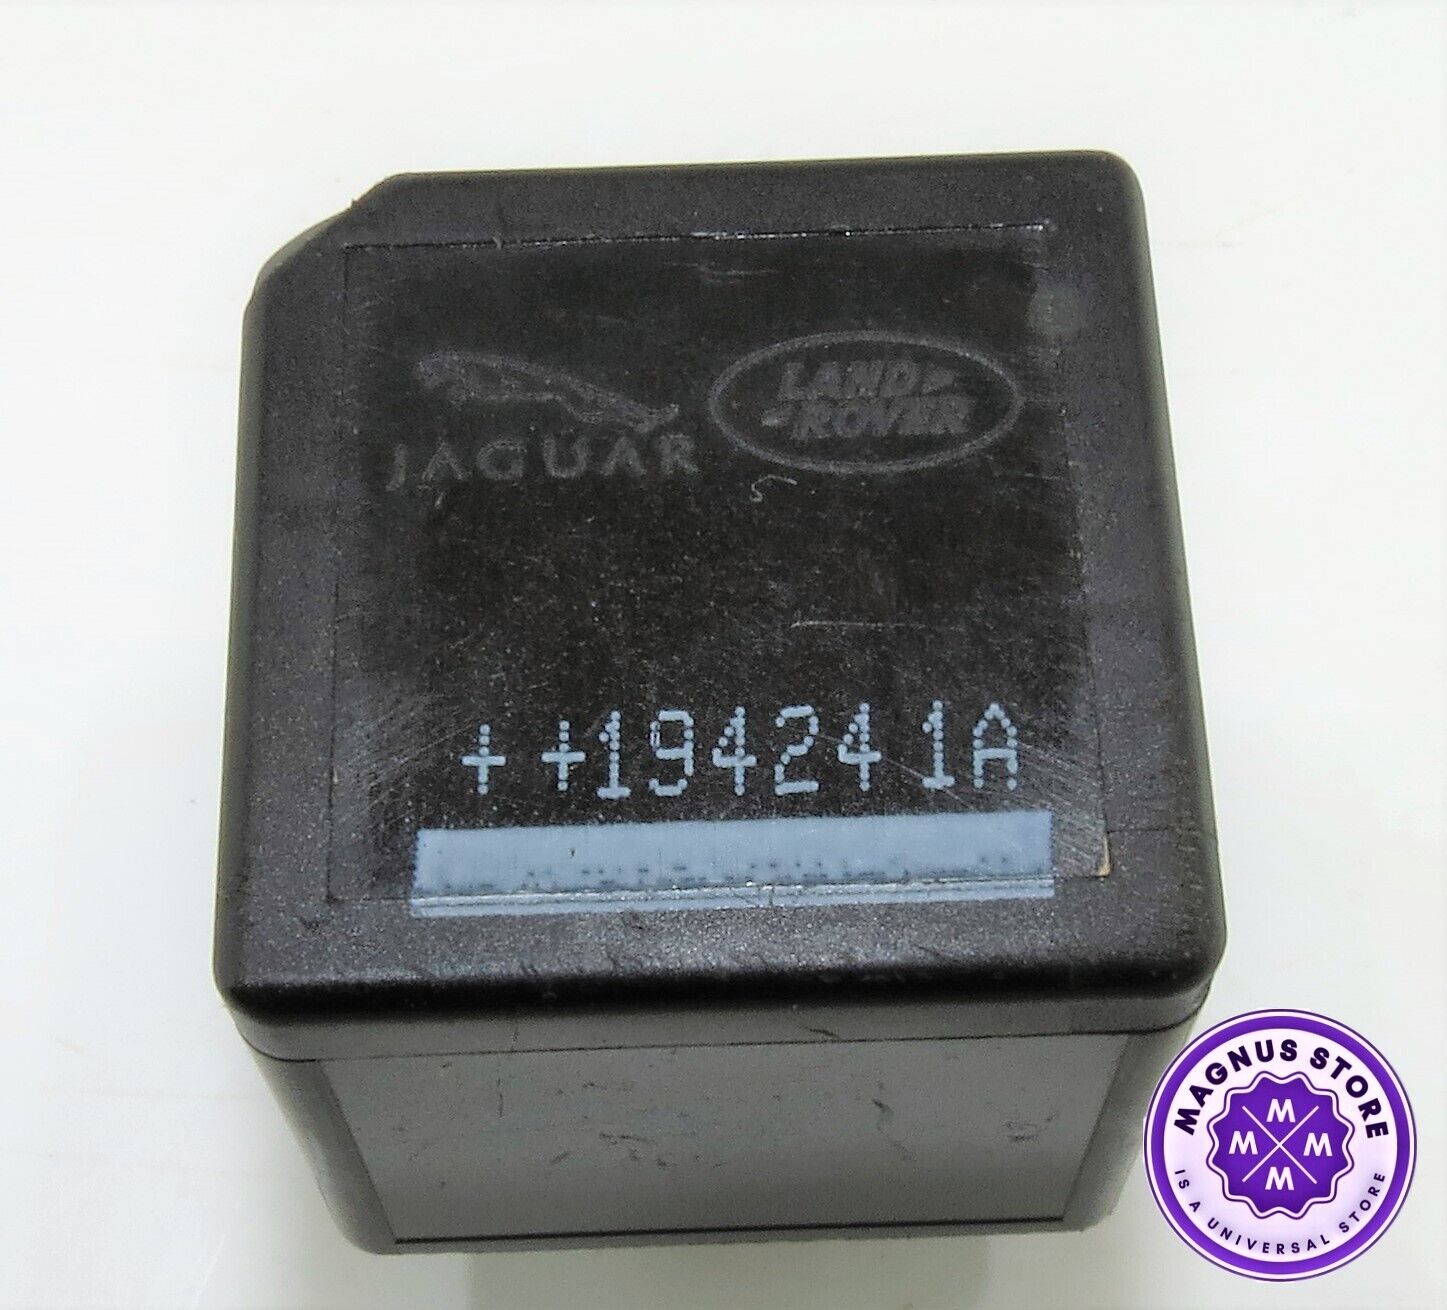 JAGUAR
LAND
ROVER
++194241A
MAGNUS STORE
M
M M
M
IS A UNIVERSAL STORE